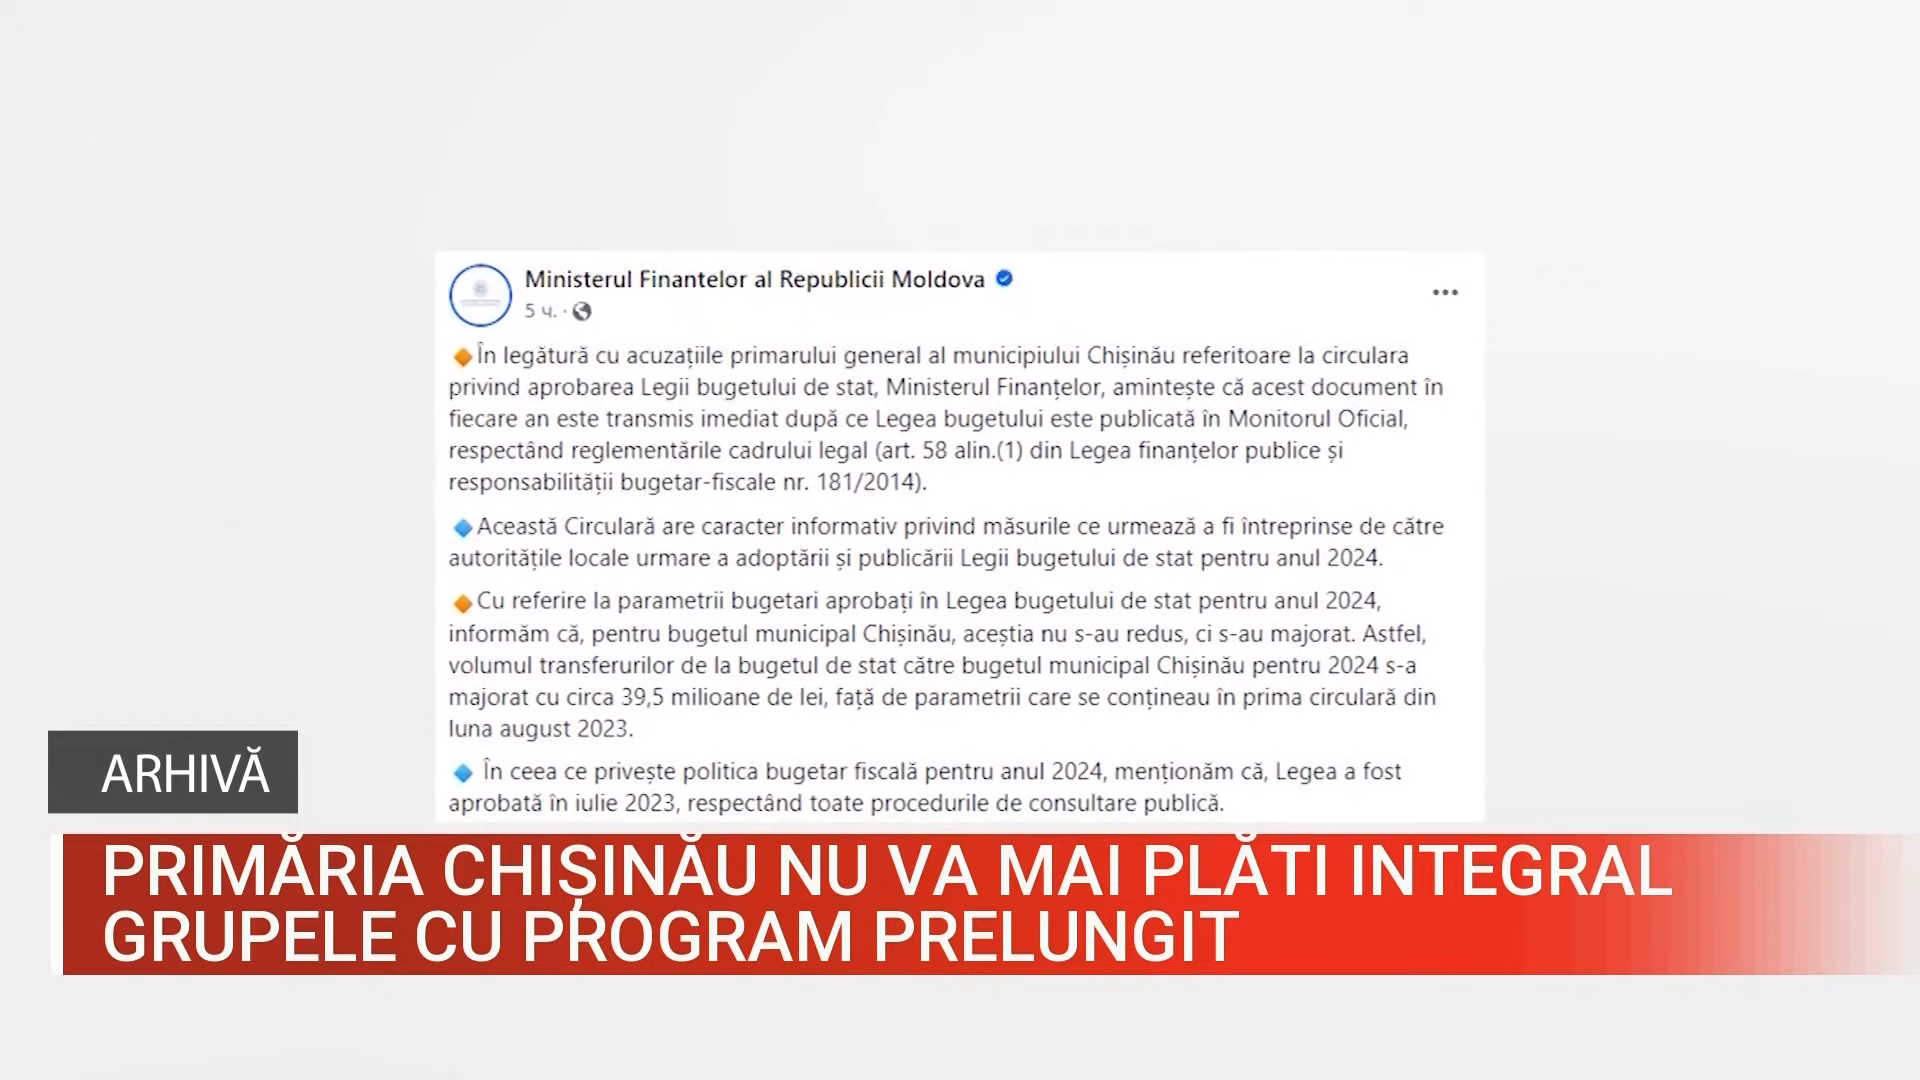 Ministerul Finantelor al Republicii Moldova
5 ч. ·
În legătură cu acuzațiile primarului general al municipiului Chișinău referitoare la circulara
privind aprobarea Legii bugetului de stat, Ministerul Finanțelor, amintește că acest document în
fiecare an este transmis imediat după ce Legea bugetului este publicată în Monitorul Oficial,
respectând reglementările cadrului legal (art. 58 alin.(1) din Legea finanțelor publice și
responsabilității bugetar-fiscale nr. 181/2014).
Această Circulară are caracter informativ privind măsurile ce urmează a fi întreprinse de către
autoritățile locale urmare a adoptării și publicării Legii bugetului de stat pentru anul 2024.
Cu referire la parametrii bugetari aprobați în Legea bugetului de stat pentru anul 2024,
informăm că, pentru bugetul municipal Chișinău, aceștia nu s-au redus, ci s-au majorat. Astfel,
volumul transferurilor de la bugetul de stat către bugetul municipal Chișinău pentru 2024 s-a
majorat cu circa 39,5 milioane de lei, față de parametrii care se conțineau în prima circulară din
luna august 2023.
În ceea ce privește politica bugetar fiscală pentru anul 2024, menționăm că, Legea a fost
aprobată în iulie 2023, respectând toate procedurile de consultare publică.
ARHIVĂ
PRIMĂRIA CHIȘINĂU NU VA MAI PLĂTI INTEGRAL
GRUPELE CU PROGRAM PRELUNGIT